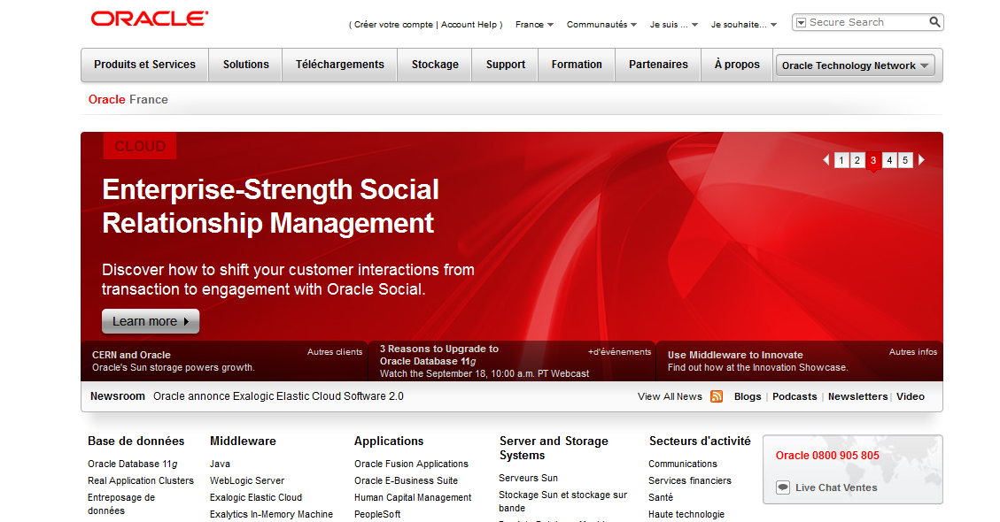 ORACLE
( Créer votre compte | Account Help ) France Communautés Je suis ... Je souhaite... Secure Search
Produits et Services Solutions Téléchargements Stockage Support Formation Partenaires À propos Oracle Technology Network
Oracle France
CLOUD
1 2 3 4 5
Enterprise-Strength Social
Relationship Management
Discover how to shift your customer interactions from
transaction to engagement with Oracle Social.
Learn more
CERN and Oracle
Autres clients
Oracle's Sun storage powers growth.
3 Reasons to Upgrade to
Oracle Database 11g
+d'événements
Watch the September 18, 10:00 a.m. PT Webcast
Use Middleware to Innovate
Autres infos
Find out how at the Innovation Showcase.
Newsroom Oracle annonce Exalogic Elastic Cloud Software 2.0 View All News Blogs | Podcasts | Newsletters | Video
Base de données
Oracle Database 11g
Real Application Clusters
Entreposage de
données
Middleware
Java
WebLogic Server
Exalogic Elastic Cloud
Exalytics In-Memory Machine
Applications
Oracle Fusion Applications
Oracle E-Business Suite
Human Capital Management
PeopleSoft
Server and Storage
Systems
Serveurs Sun
Stockage Sun et stockage sur
bande
Secteurs d'activité
Communications
Services financiers
Santé
Haute technologie
Oracle 0800 905 805
Live Chat Ventes